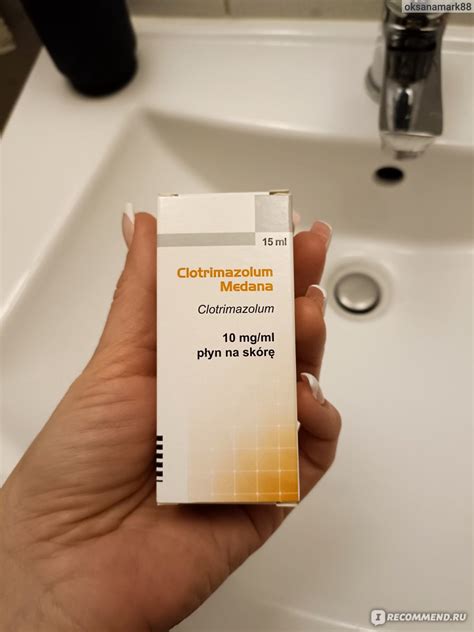 oksanamark88
15 ml
Clotrimazolum
Medana
Clotrimazolum
10 mg/ml
płyn na skórę
I RECOMMEND.RU